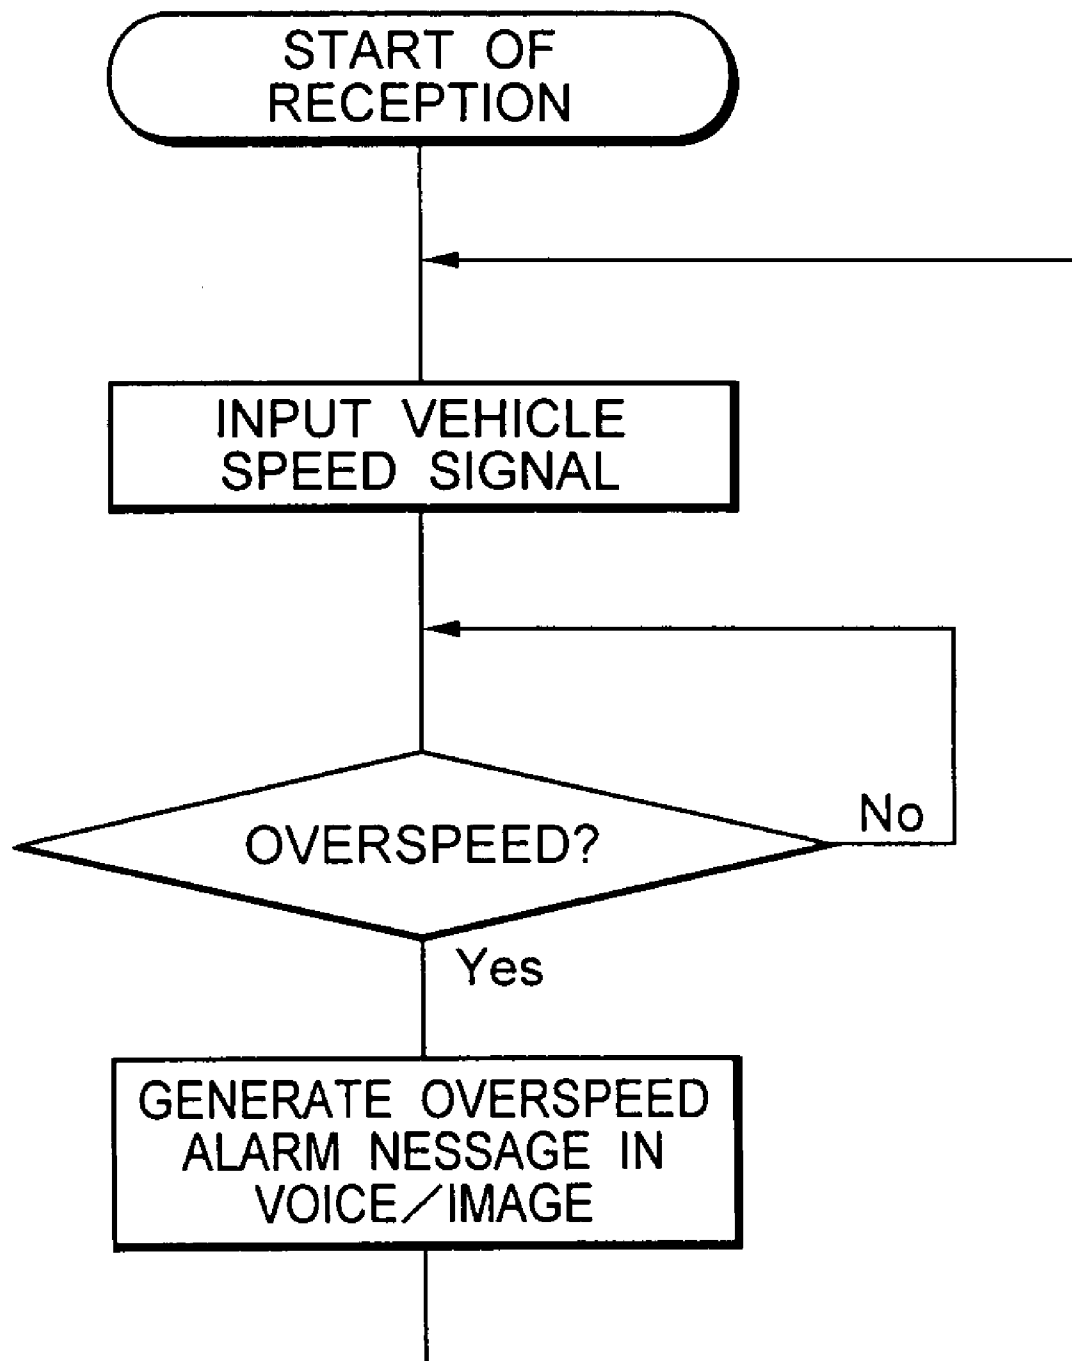 START OF
RECEPTION
INPUT VEHICLE
SPEED SIGNAL
OVERSPEED?
No
Yes
GENERATE OVERSPEED
ALARM NESSAGE IN
VOICE/IMAGE